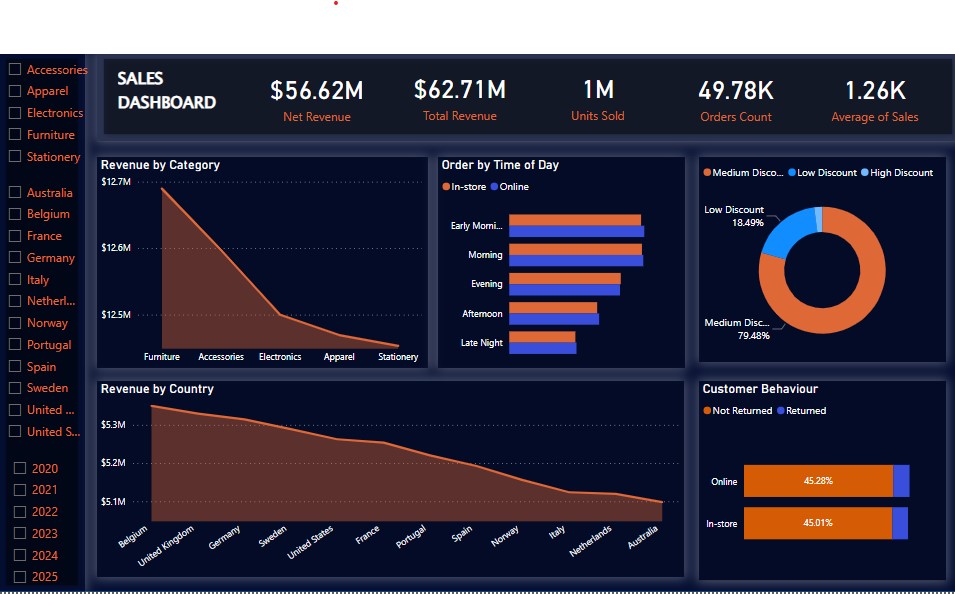 Accessories
Apparel
Electronics
Furniture
Stationery
Australia
Belgium
France
Germany
Italy
Netherl...
Norway
Portugal
Spain
Sweden
United ...
United S...
2020
2021
2022
2023
2024
2025
SALES
DASHBOARD
$56.62M
Net Revenue
$62.71M
Total Revenue
1M
Units Sold
49.78K
Orders Count
1.26K
Average of Sales
Revenue by Category
$12.7M
$12.6M
$12.5M
Furniture Accessories Electronics Apparel Stationery
Order by Time of Day
In-store Online
Early Morni...
Morning
Evening
Afternoon
Late Night
Medium Disco... Low Discount High Discount
Low Discount
18.49%
Medium Disc...
79.48%
Revenue by Country
$5.3M
$5.2M
$5.1M
Belgium United Kingdom Germany Sweden United States France Portugal Spain Norway Italy Netherlands Australia
Customer Behaviour
Not Returned Returned
Online 45.28%
In-store 45.01%